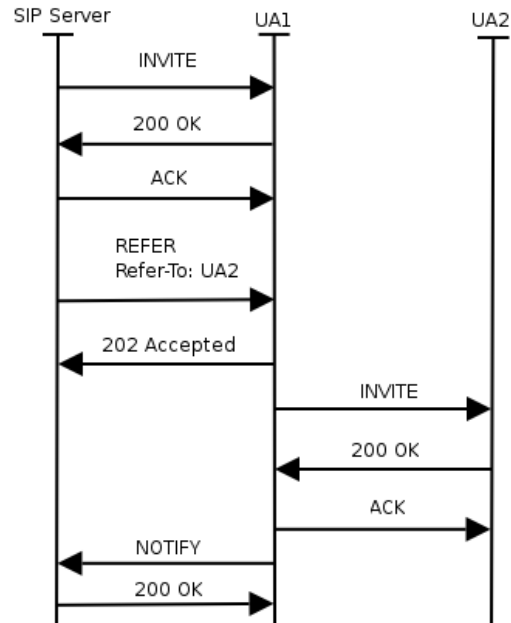 SIP Server
UA1
UA2
INVITE
200 OK
ACK
REFER
Refer-To: UA2
202 Accepted
INVITE
200 OK
ACK
NOTIFY
200 OK